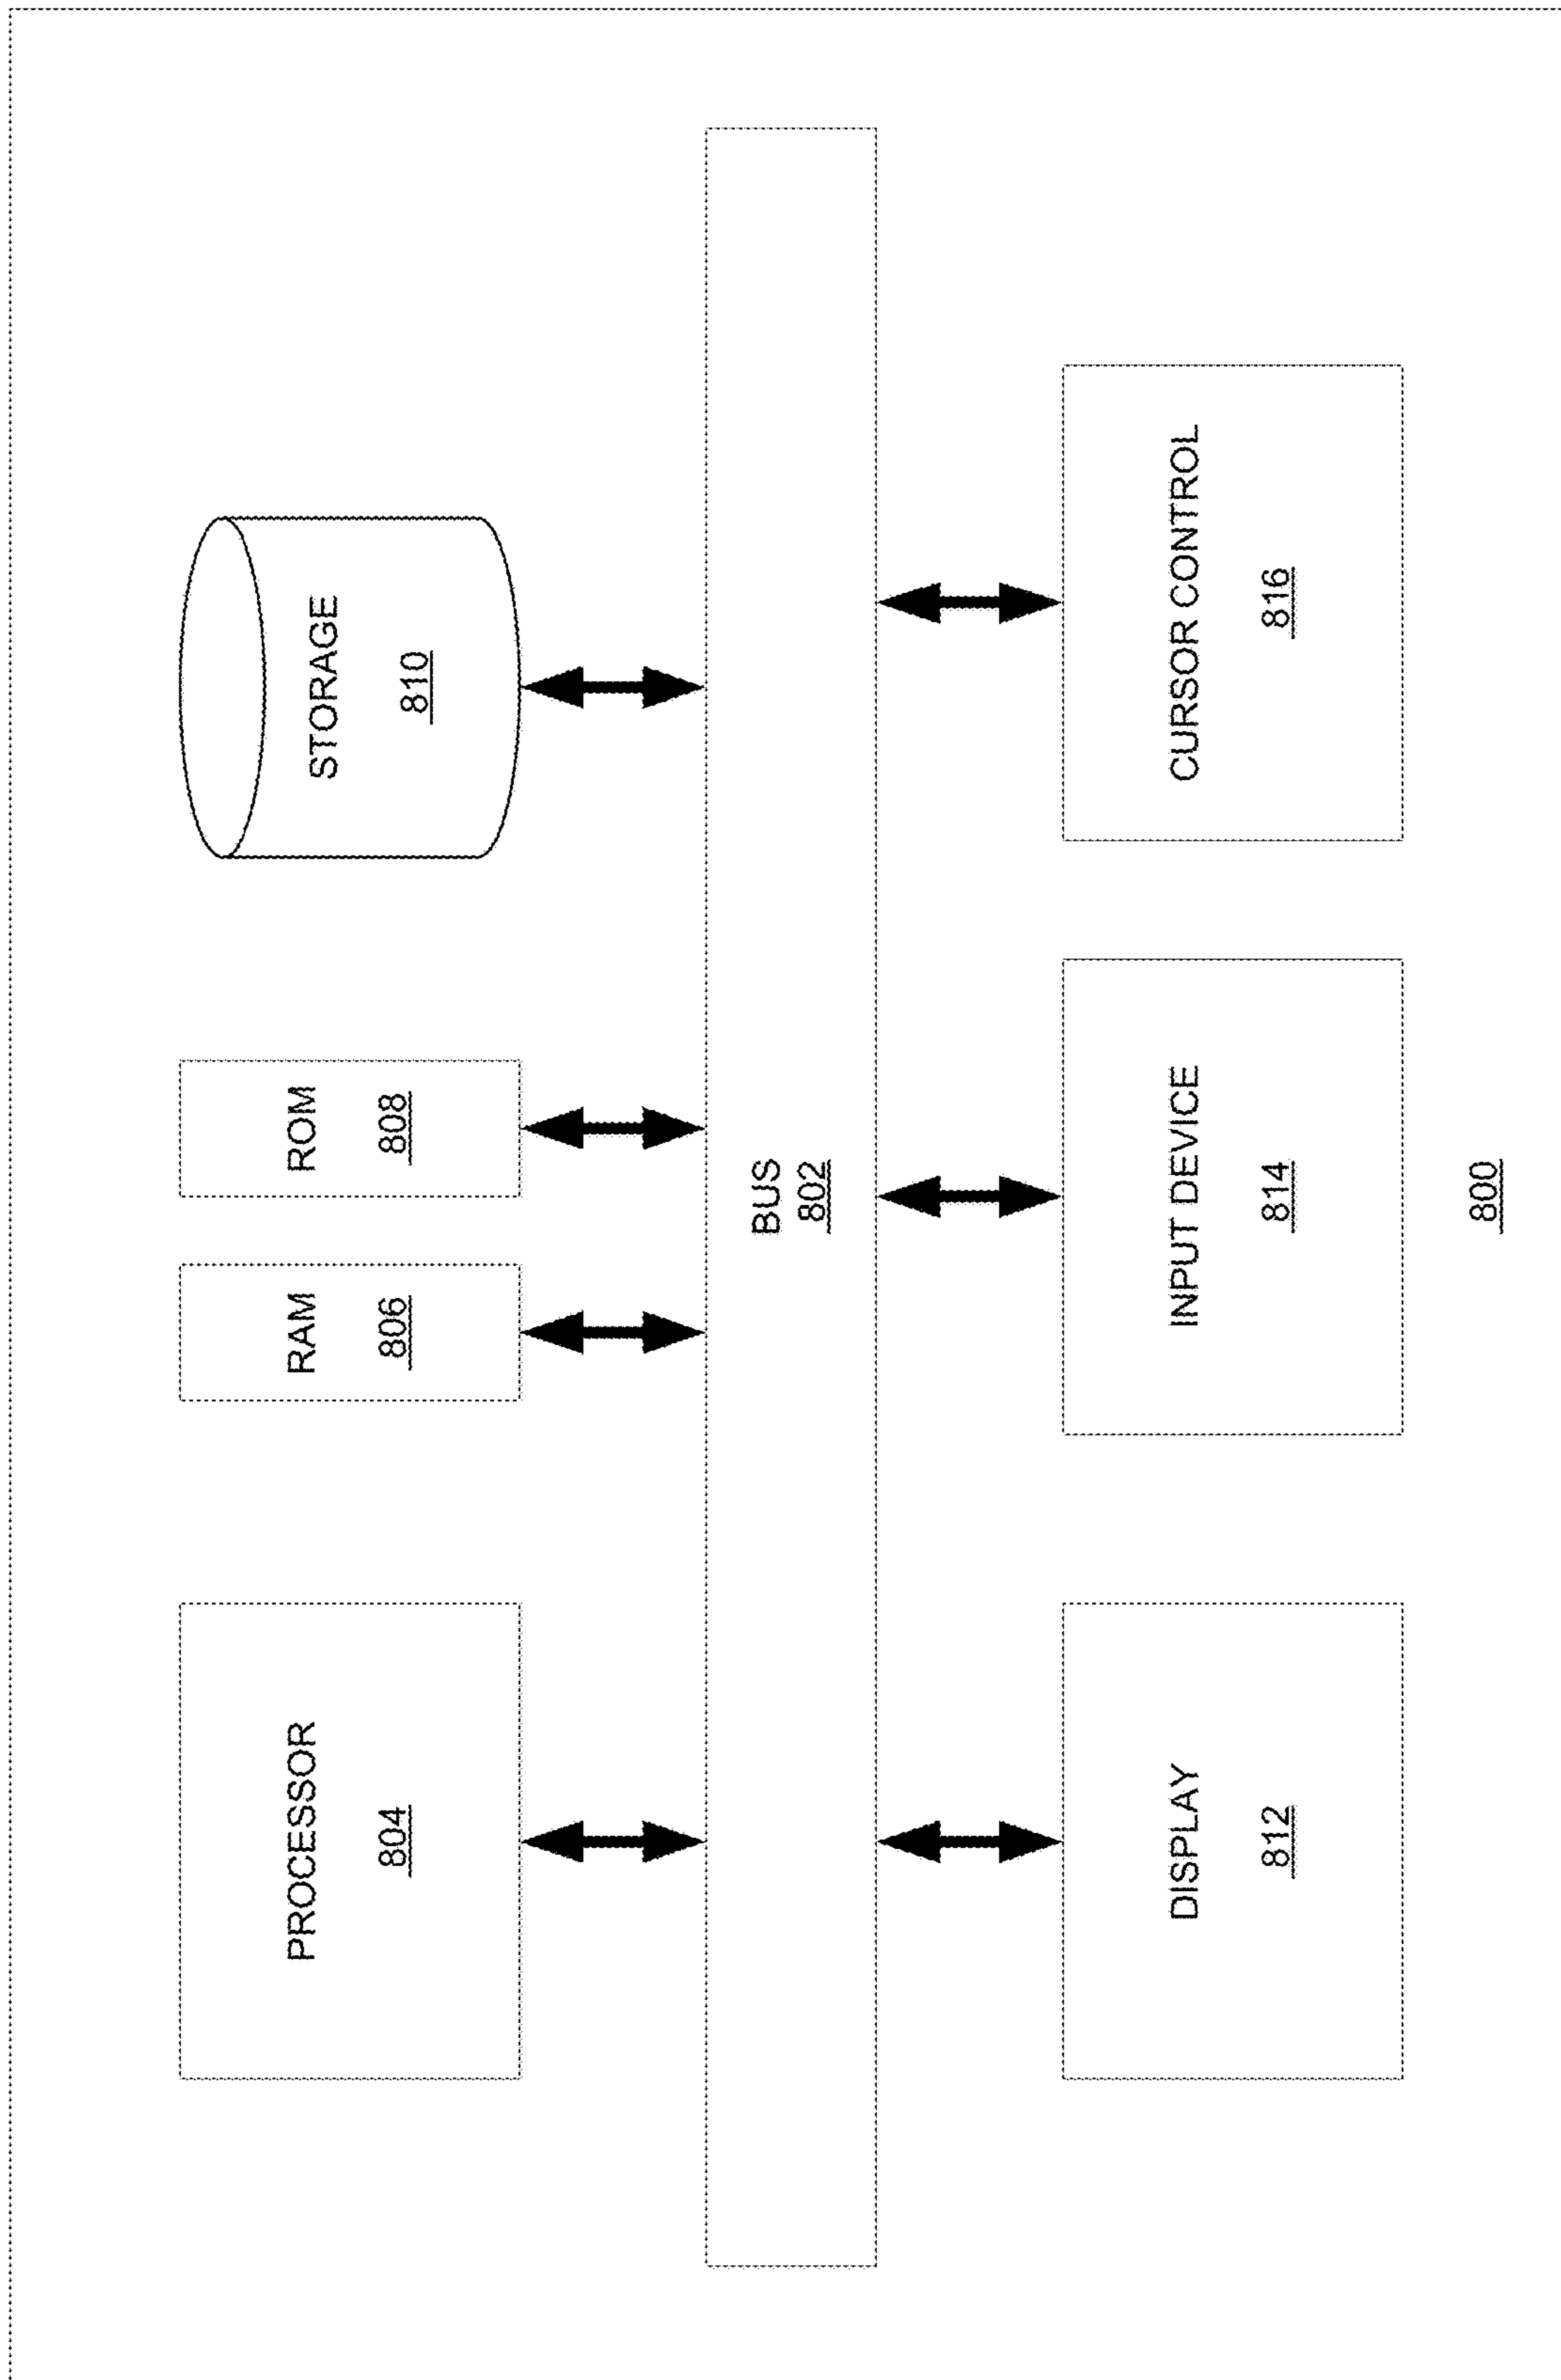 PROCESSOR
804
RAM
806
ROM
808
STORAGE
810
BUS
802
DISPLAY
812
INPUT DEVICE
814
CURSOR CONTROL
816
800